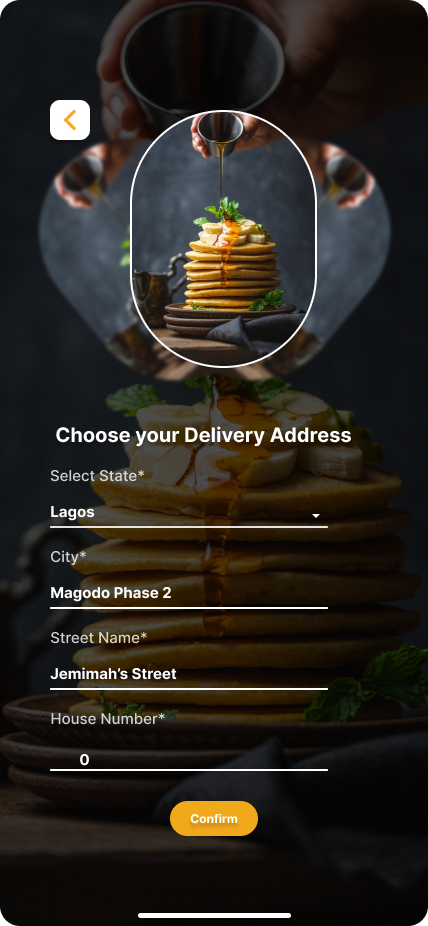 Choose your Delivery Address
Select State*
Lagos
City*
Magodo Phase 2
Street Name*
Jemimah’s Street
House Number*
0
Confirm